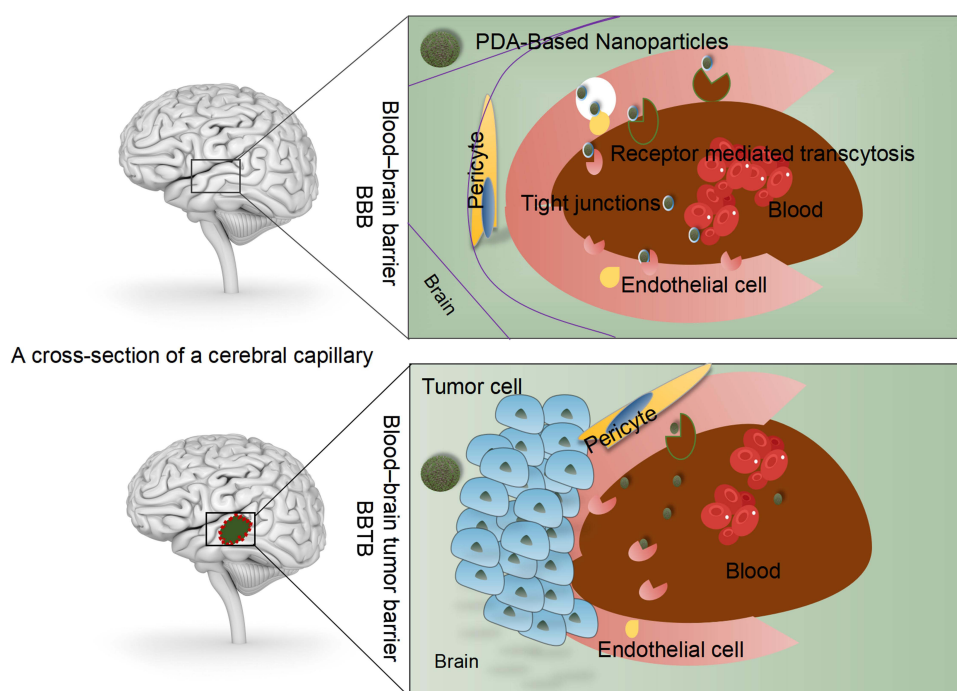 PDA-Based Nanoparticles
Blood–brain barrier
BBB
Pericyte
Receptor mediated transcytosis
Tight junctions
Blood
Endothelial cell
Brain
A cross-section of a cerebral capillary
Tumor cell
Pericyte
Blood–brain tumor barrier
BBTB
Blood
Endothelial cell
Brain